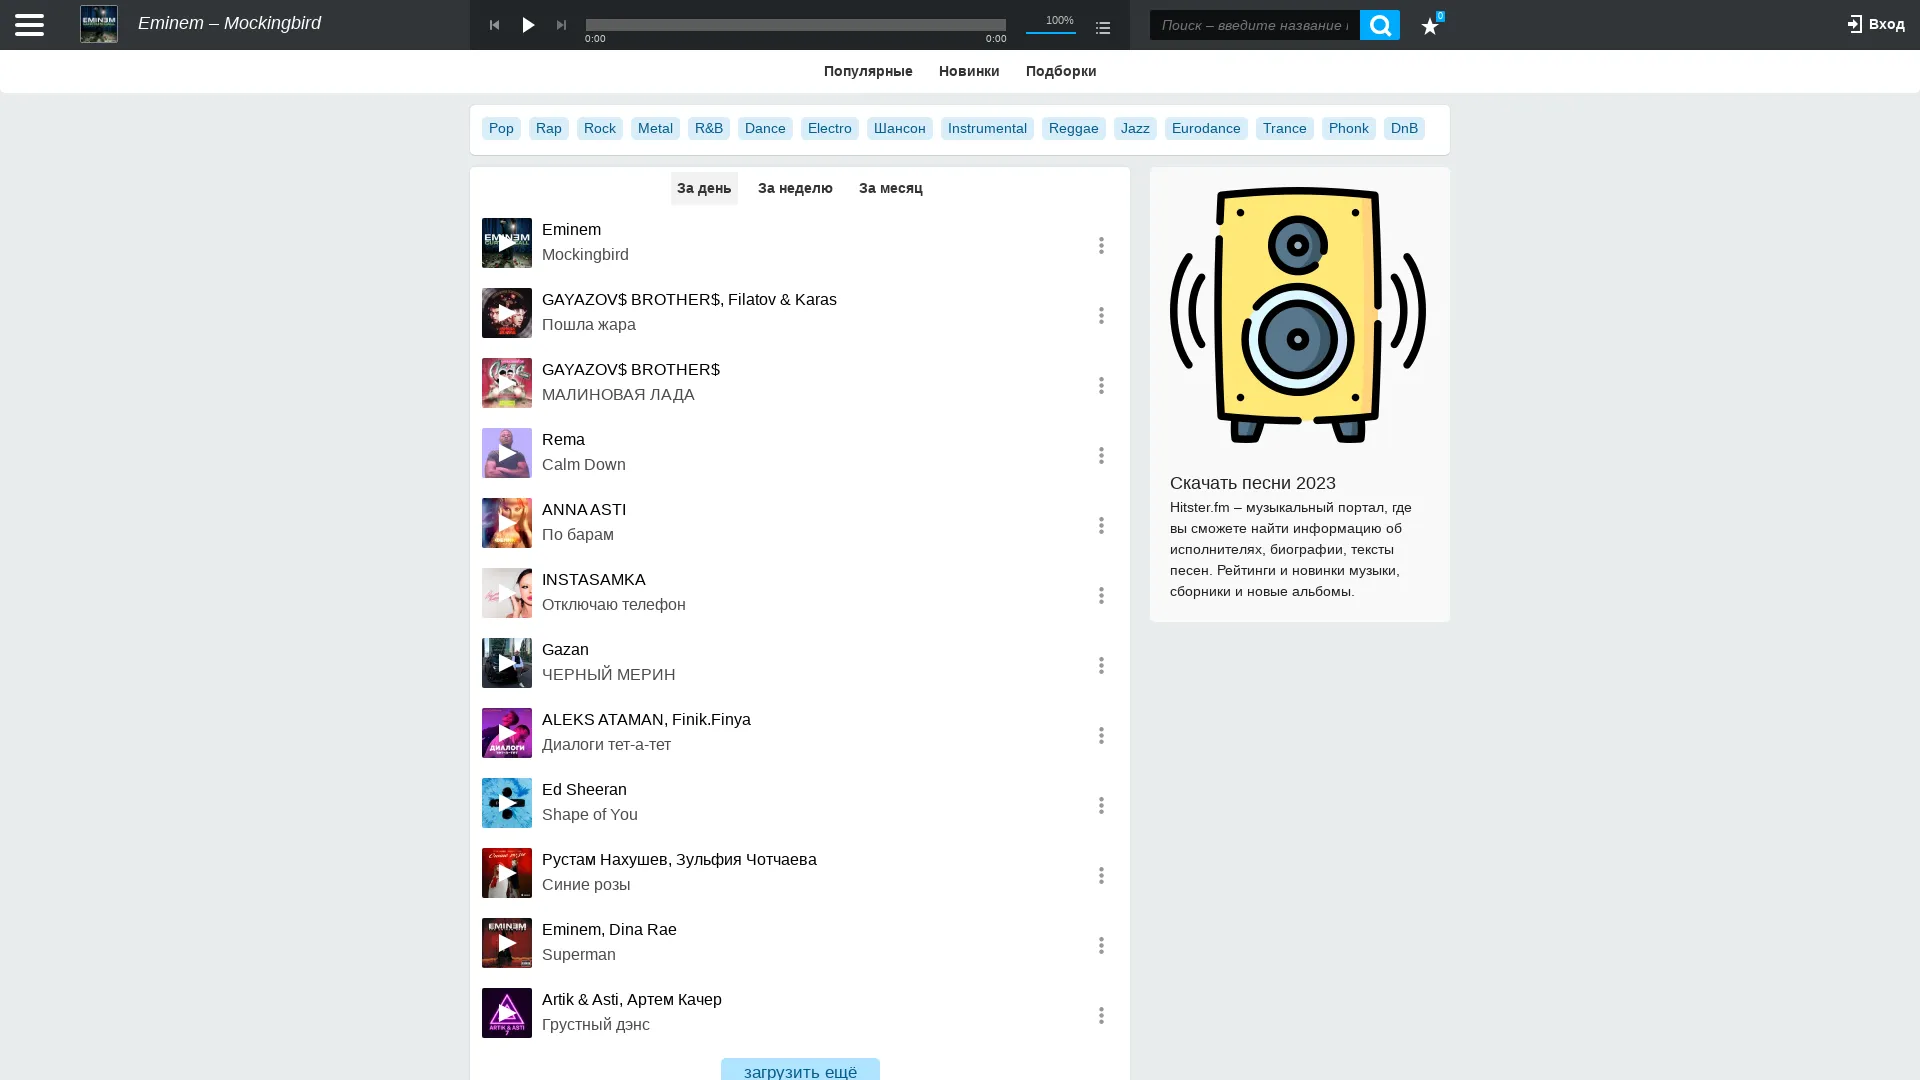 Eminem – Mockingbird
0:00
0:00
100%
Поиск – введите название и
0
Вход
Популярные
Новинки
Подборки
Pop
Rap
Rock
Metal
R&B
Dance
Electro
Шансон
Instrumental
Reggae
Jazz
Eurodance
Trance
Phonk
DnB
За день
За неделю
За месяц
Eminem
Mockingbird
GAYAZOV$ BROTHER$, Filatov & Karas
Пошла жара
GAYAZOV$ BROTHER$
МАЛИНОВАЯ ЛАДА
Rema
Calm Down
ANNA ASTI
По барам
INSTASAMKA
Отключаю телефон
Gazan
ЧЕРНЫЙ МЕРИН
ALEKS ATAMAN, Finik.Finya
Диалоги тет-а-тет
Ed Sheeran
Shape of You
Рустам Нахушев, Зульфия Чотчаева
Синие розы
Eminem, Dina Rae
Superman
Artik & Asti, Артем Качер
Грустный дэнс
загрузить ещё
Скачать песни 2023
Hitster.fm – музыкальный портал, где
вы сможете найти информацию об
исполнителях, биографии, тексты
песен. Рейтинги и новинки музыки,
сборники и новые альбомы.